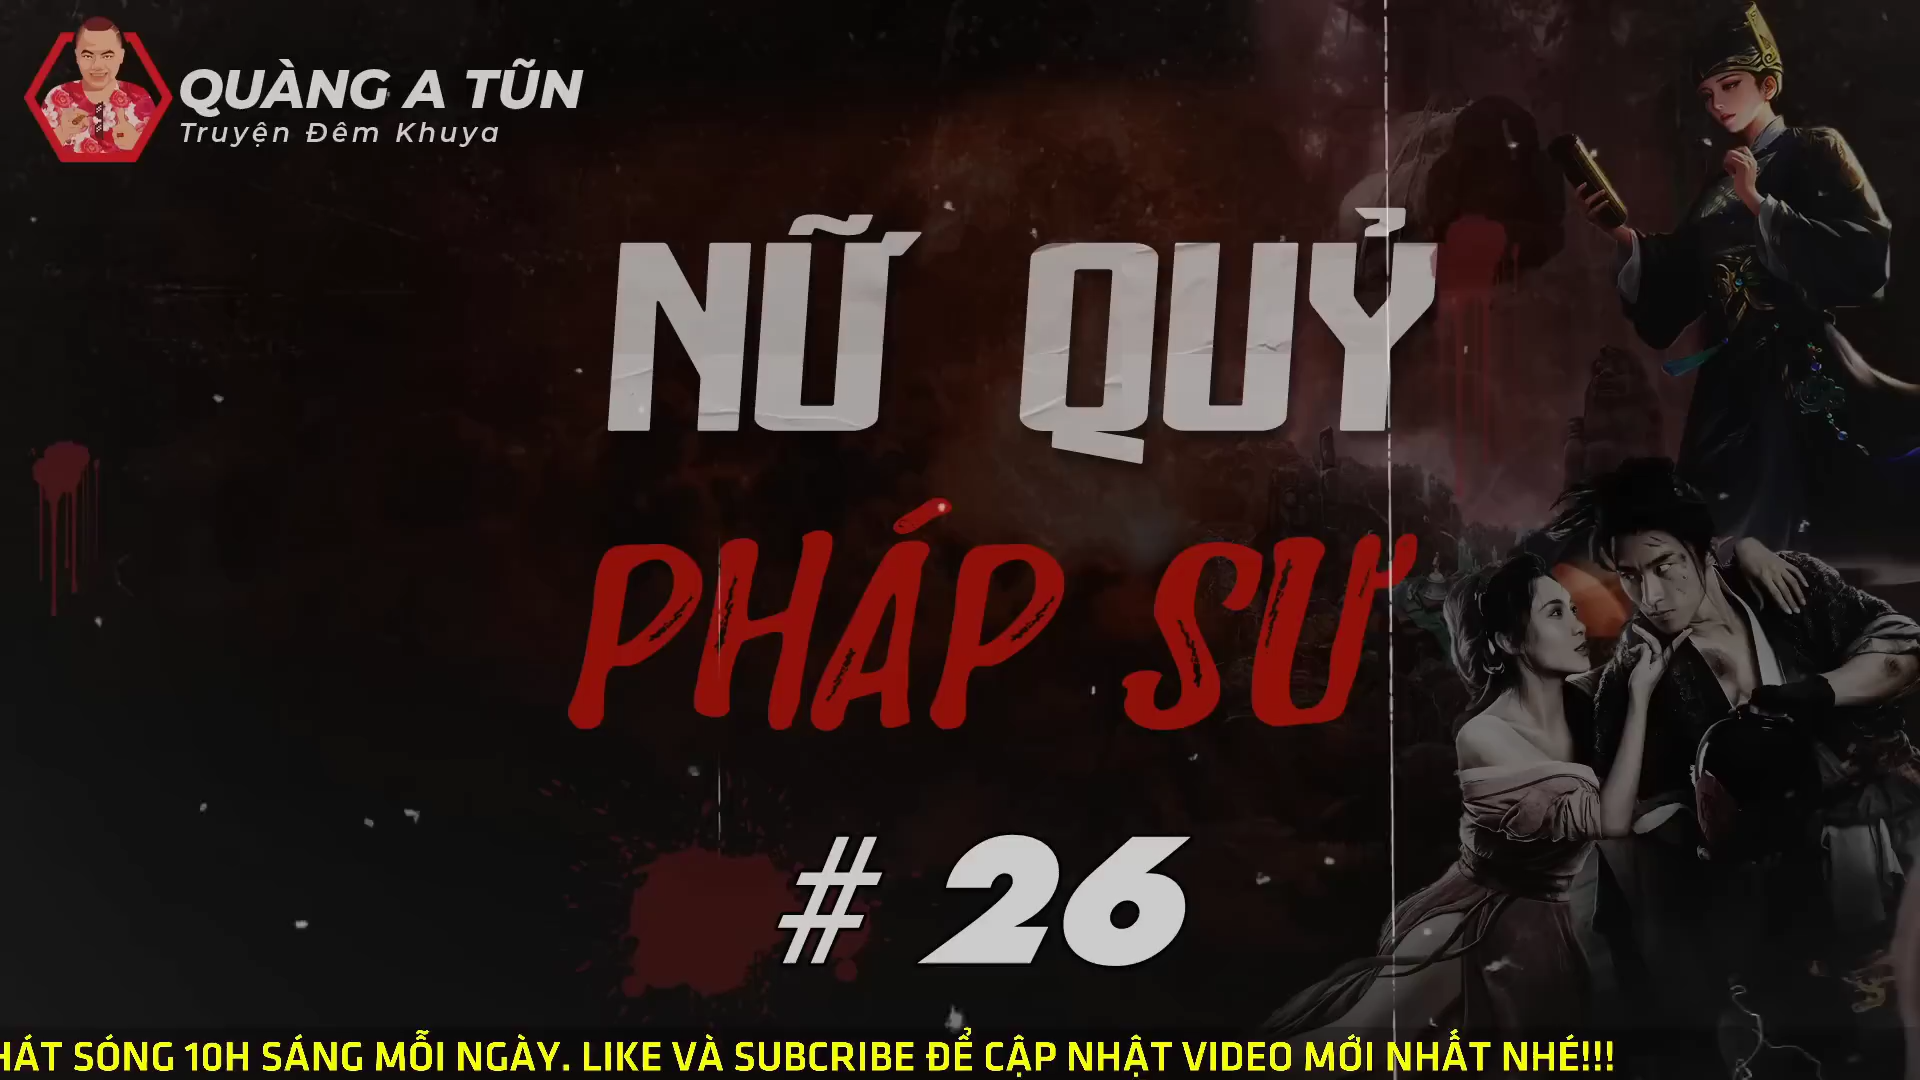 QUÀNG A TŨN
Truyện Đêm Khuya
NỮ QUỶ
PHÁP SƯ
# 26
SÓNG 10H SÁNG MỖI NGÀY. LIKE VÀ SUBCRIBE ĐỂ CẬP NHẬT VIDEO MỚI NHẤT NHÉ!!!